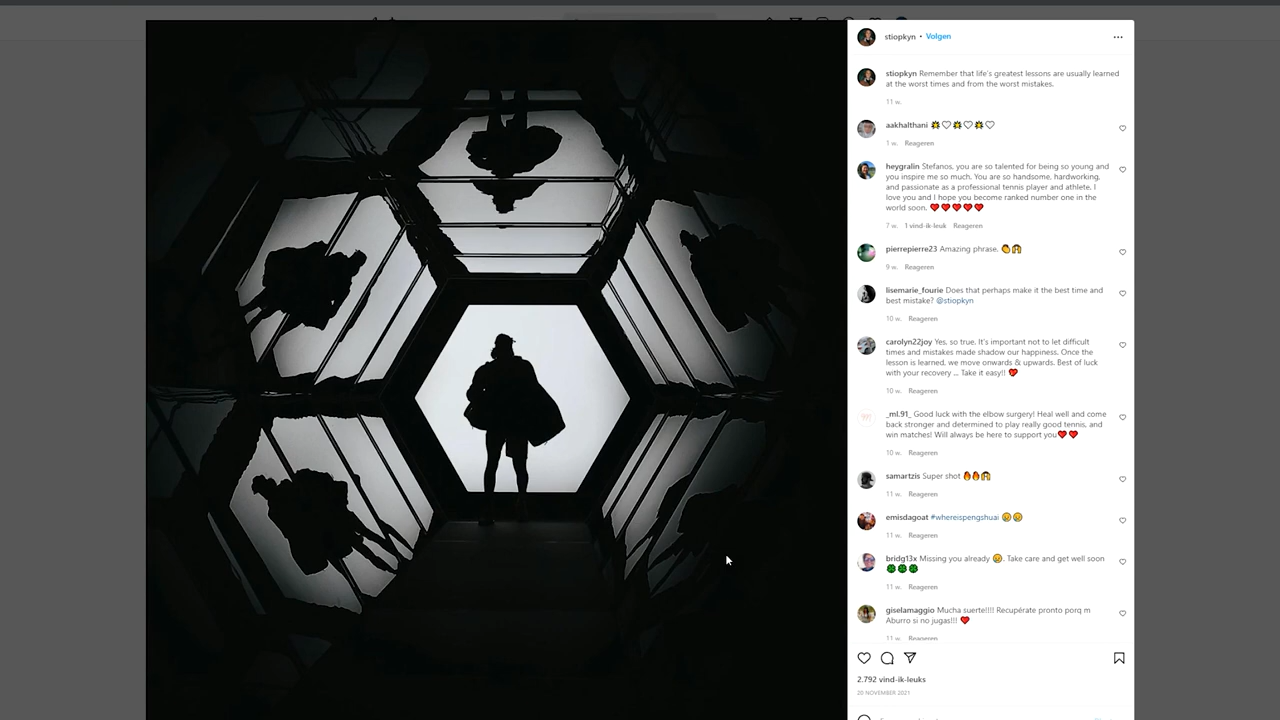 stiopkyn • Volgen
stiopkyn Remember that life's greatest lessons are usually learned
at the worst times and from the worst mistakes.
11 w.
aakhalthani
1 w. Reageren
heygralin Stefanos, you are so talented for being so young and
you inspire me so much. You are so handsome, hardworking,
and passionate as a professional tennis player and athlete. I
love you and I hope you become ranked number one in the
world soon. ❤️❤️❤️❤️❤️
7 w. 1 vind-ik-leuk Reageren
pierrepierre23 Amazing phrase.
9 w. Reageren
lisemarie_fourie Does that perhaps make it the best time and
best mistake? @stiopkyn
10 w. Reageren
carolyn22joy Yes, so true. It's important not to let difficult
times and mistakes made shadow our happiness. Once the
lesson is learned, we move onwards & upwards. Best of luck
with your recovery ... Take it easy!! ❤️
10 w. Reageren
_ml.91_ Good luck with the elbow surgery! Heal well and come
back stronger and determined to play really good tennis, and
win matches! Will always be here to support you❤️❤️
10 w. Reageren
samartzis Super shot 🔥🔥
11 w. Reageren
emisdagoat #whereispengshuai
11 w. Reageren
bridg13x Missing you already 😢. Take care and get well soon
🍀🍀🍀
11 w. Reageren
giselamaggio Mucha suerte!!!! Recupérate pronto porq m
Aburro si no jugas!!! ❤️
11 w. Reageren
2.792 vind-ik-leuks
20 NOVEMBER 2021